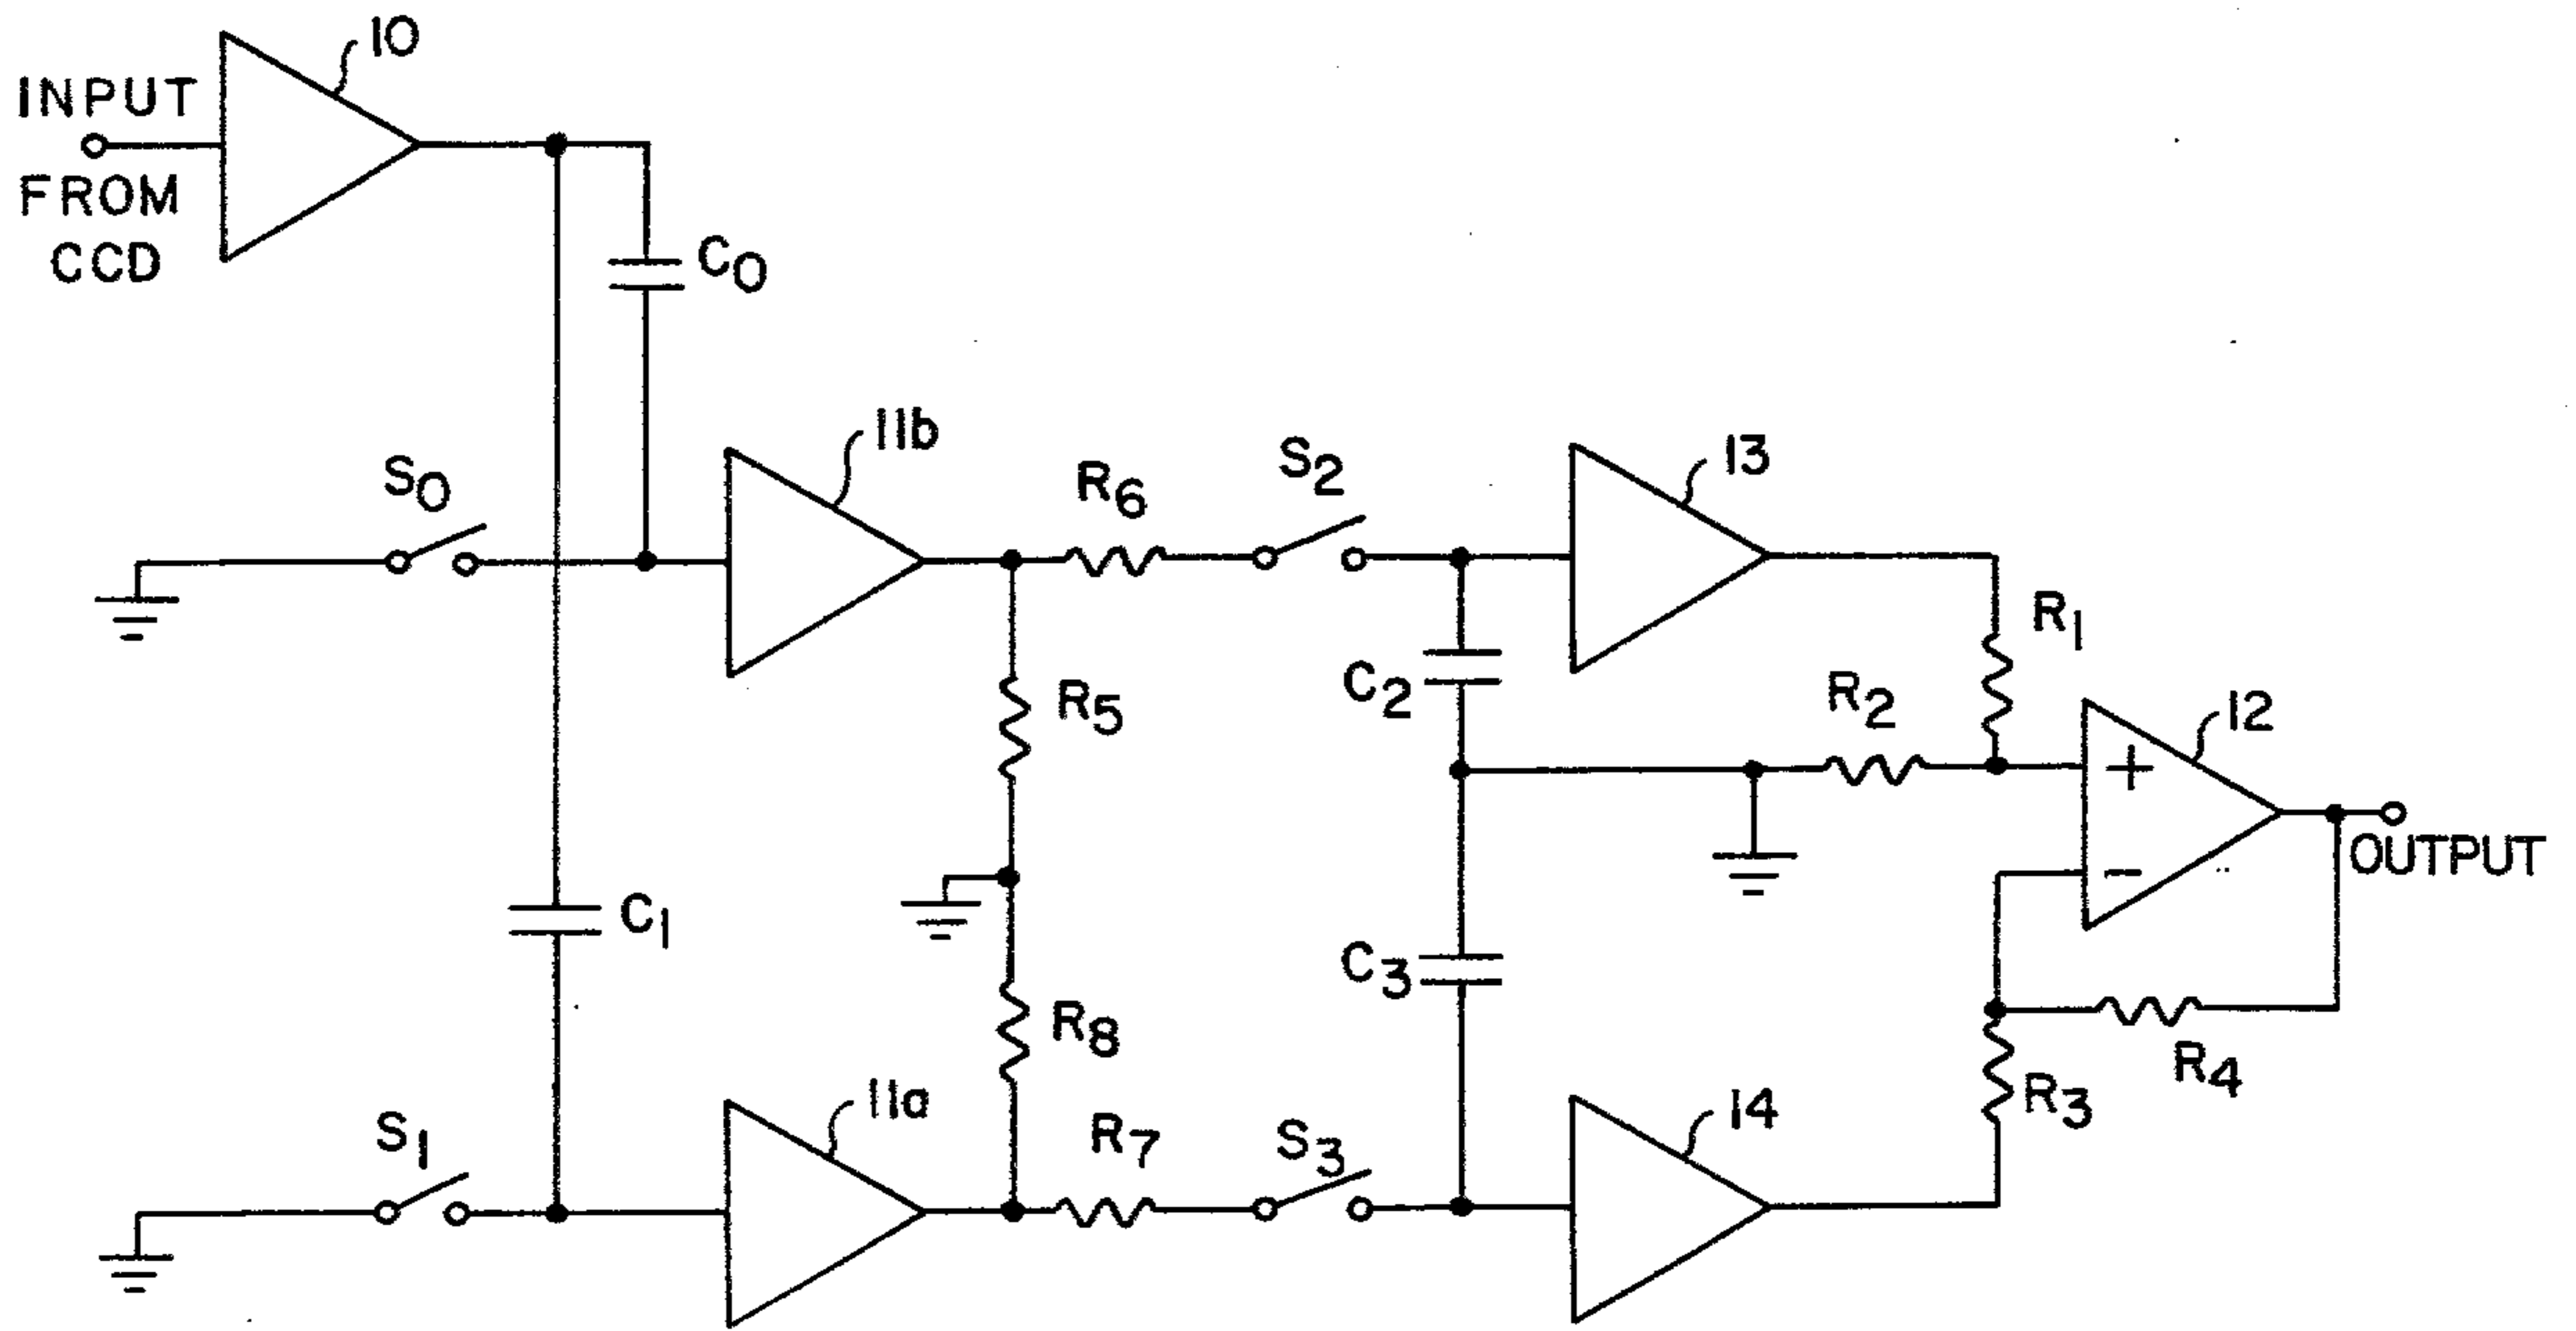 10
INPUT
FROM
CCD
C0
S0
11b
R6
S2
13
R1
R5
C2
R2
12
+
−
OUTPUT
C1
C3
R8
R4
R3
S1
11a
R7
S3
14